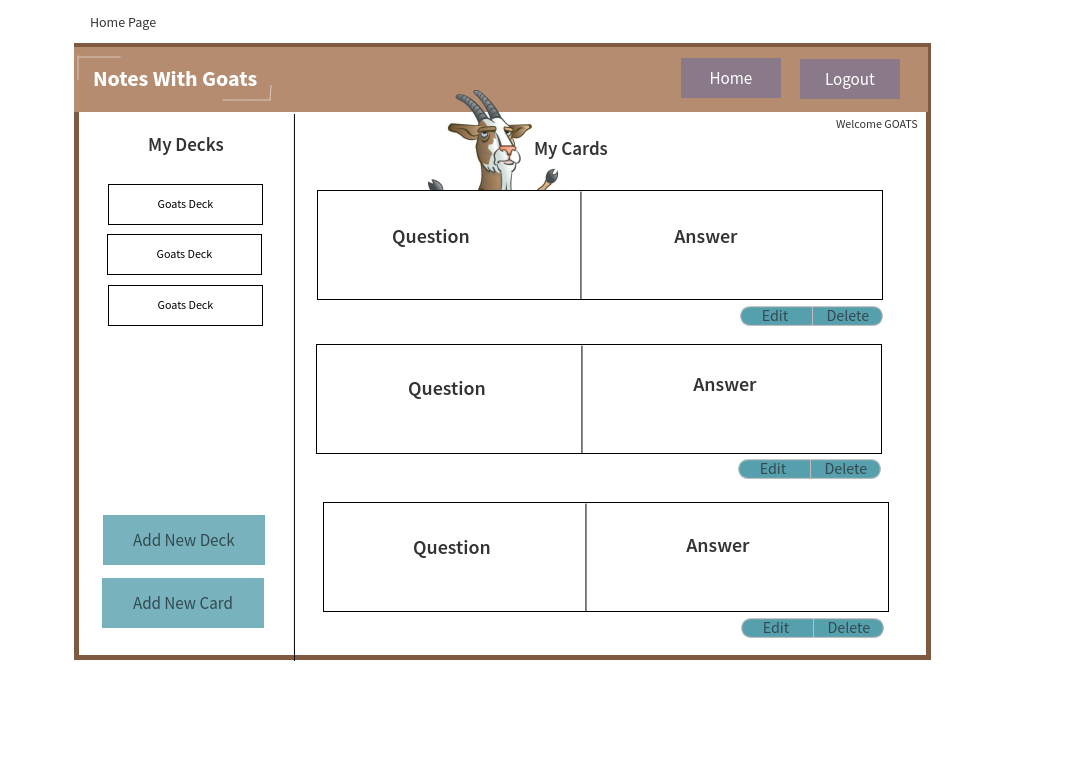 Home Page
Notes With Goats
Home
Logout
Welcome GOATS
My Decks
Goats Deck
Goats Deck
Goats Deck
Add New Deck
Add New Card
My Cards
Question
Answer
Edit
Delete
Question
Answer
Edit
Delete
Question
Answer
Edit
Delete